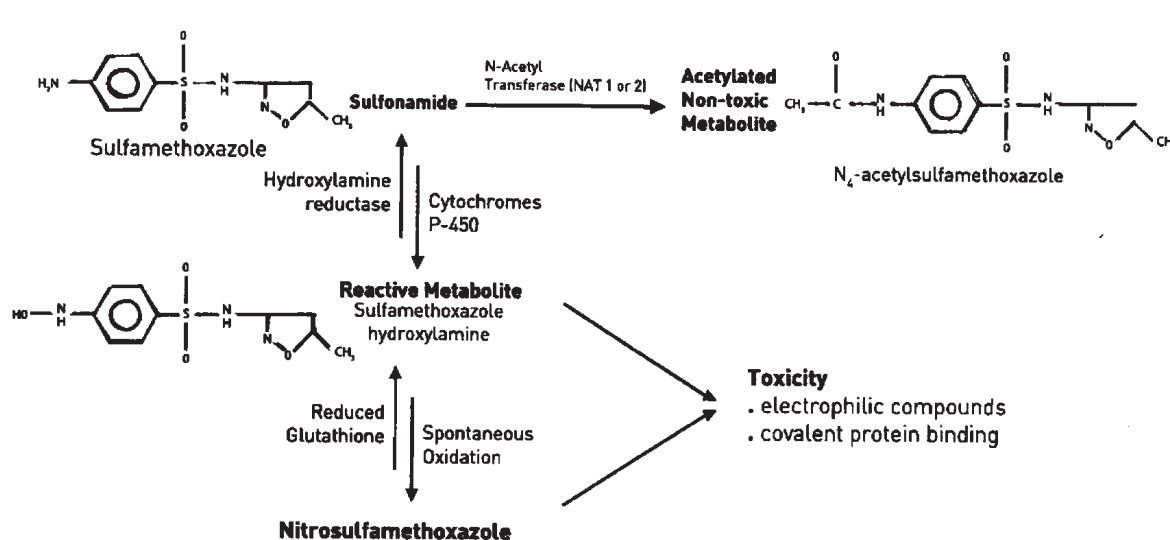 O
H₂N
S
N
H
N
O
CH₃
O
Sulfamethoxazole
Sulfonamide
N-Acetyl
Transferase (NAT 1 or 2)
Acetylated
Non-toxic
Metabolite
O
CH₃
C
N
H
O
S
O
N
H
N
O
CH
N₄-acetylsulfamethoxazole
Hydroxylamine
reductase
Cytochromes
P-450
O
HO
N
H
S
N
H
N
O
CH₃
O
Reactive Metabolite
Sulfamethoxazole
hydroxylamine
Reduced
Glutathione
Spontaneous
Oxidation
Toxicity
. electrophilic compounds
. covalent protein binding
Nitrosulfamethoxazole